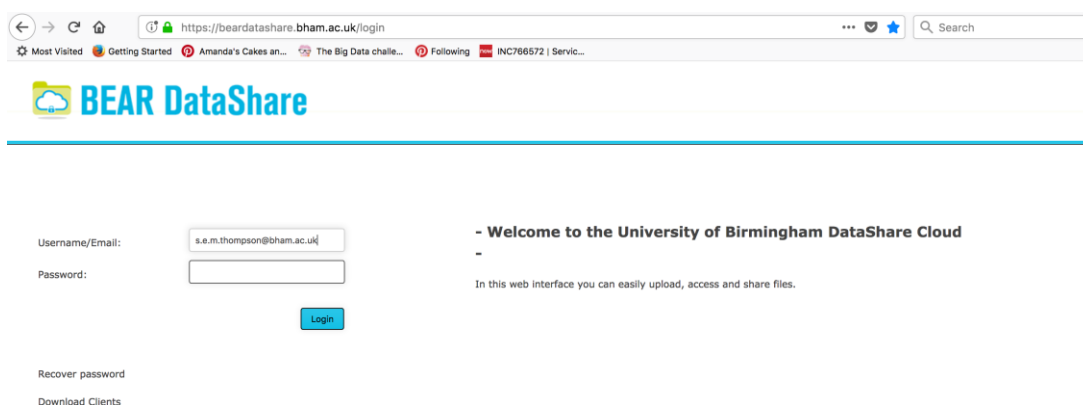 https://beardatashare.bham.ac.uk/login
Search
Most Visited Getting Started Amanda's Cakes an... The Big Data challe... Following now INC766572 | Servic...
BEAR DataShare
Username/Email: s.e.m.thompson@bham.ac.uk
Password:
Login
Recover password
Download Clients
- Welcome to the University of Birmingham DataShare Cloud
-
In this web interface you can easily upload, access and share files.